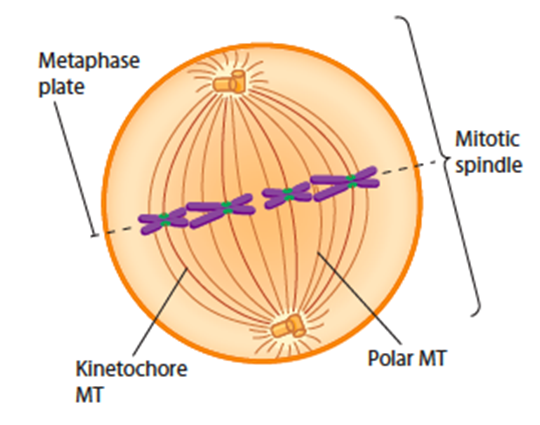 Metaphase
plate
Mitotic
spindle
Kinetochore
MT
Polar MT